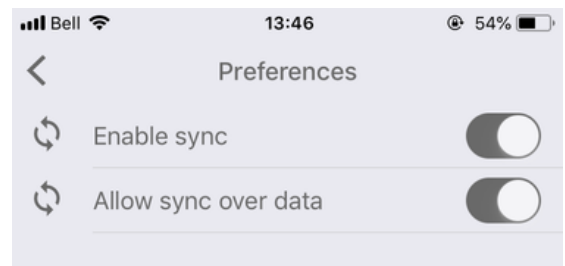 Bell 13:46 54%
Preferences
Enable sync
Allow sync over data